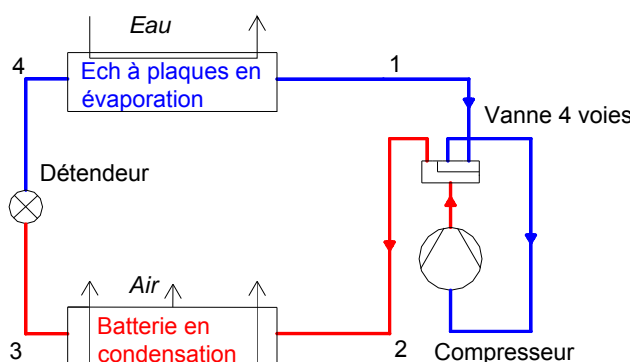 Eau
4
Ech à plaques en
évaporation
1
Vanne 4 voies
Détendeur
Air
Batterie en
condensation
3
2
Compresseur